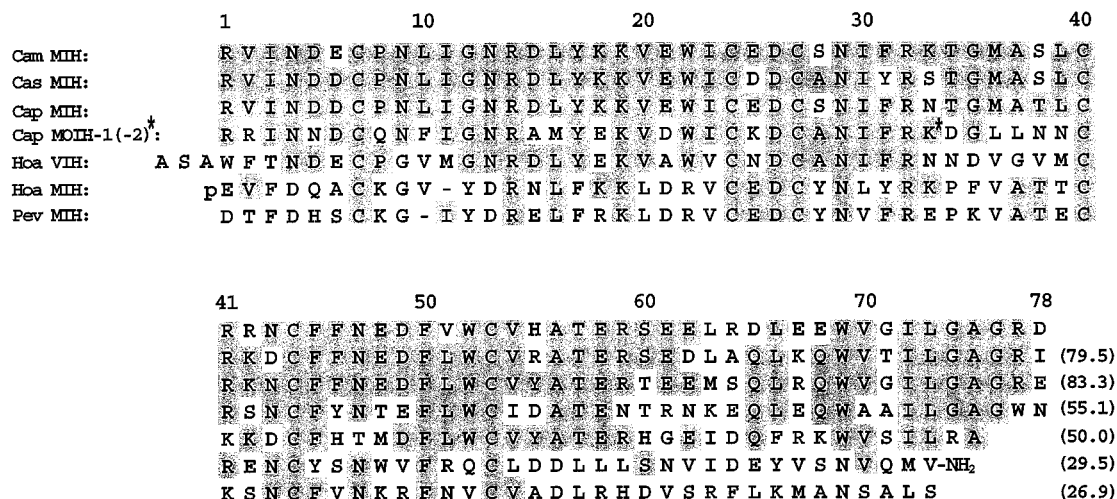 1 10 20 30 40
Cam MIH: R V I N D E C P N L I G N R D L Y K K V E W I C E D C S N I F R K T G M A S L C
Cas MIH: R V I N D D C P N L I G N R D L Y K K V E W I C D D C A N I Y R S T G M A S L C
Cap MIH: R V I N D D C P N L I G N R D L Y K K V E W I C E D C S N I F R N T G M A T L C
Cap MOIH-1(-2)*: R R I N N D C Q N F I G N R A M Y E K V D W I C K D C A N I F R K* D G L L N N C
Hoa VIH: A S A W F T N D E C P G V M G N R D L Y E K V A W V C N D C A N I F R N N D V G V M C
Hoa MIH: p E V F D Q A C K G V - Y D R N L F K K L D R V C E D C Y N L Y R K P F V A T T C
Pev MIH: D T F D H S C K G - I Y D R E L F R K L D R V C E D C Y N V F R E P K V A T E C
41 50 60 70 78
R R N C F F N E D F V W C V H A T E R S E E L R D L E E W V G I L G A G R D
R K D C F F N E D F L W C V R A T E R S E D L A Q L K Q W V T I L G A G R I (79.5)
R K N C F F N E D F L W C V Y A T E R T E E M S Q L R Q W V G I L G A G R E (83.3)
R S N C F Y N T E F L W C I D A T E N T R N K E Q L E Q W A A I L G A G W N (55.1)
K K D C F H T M D F L W C V Y A T E R H G E I D Q F R K W V S I L R A (50.0)
R E N C Y S N W V F R Q C L D D L L L S N V I D E Y V S N V Q M V-NH₂ (29.5)
K S N C F V N K R F N V C V A D L R H D V S R F L K M A N S A L S (26.9)